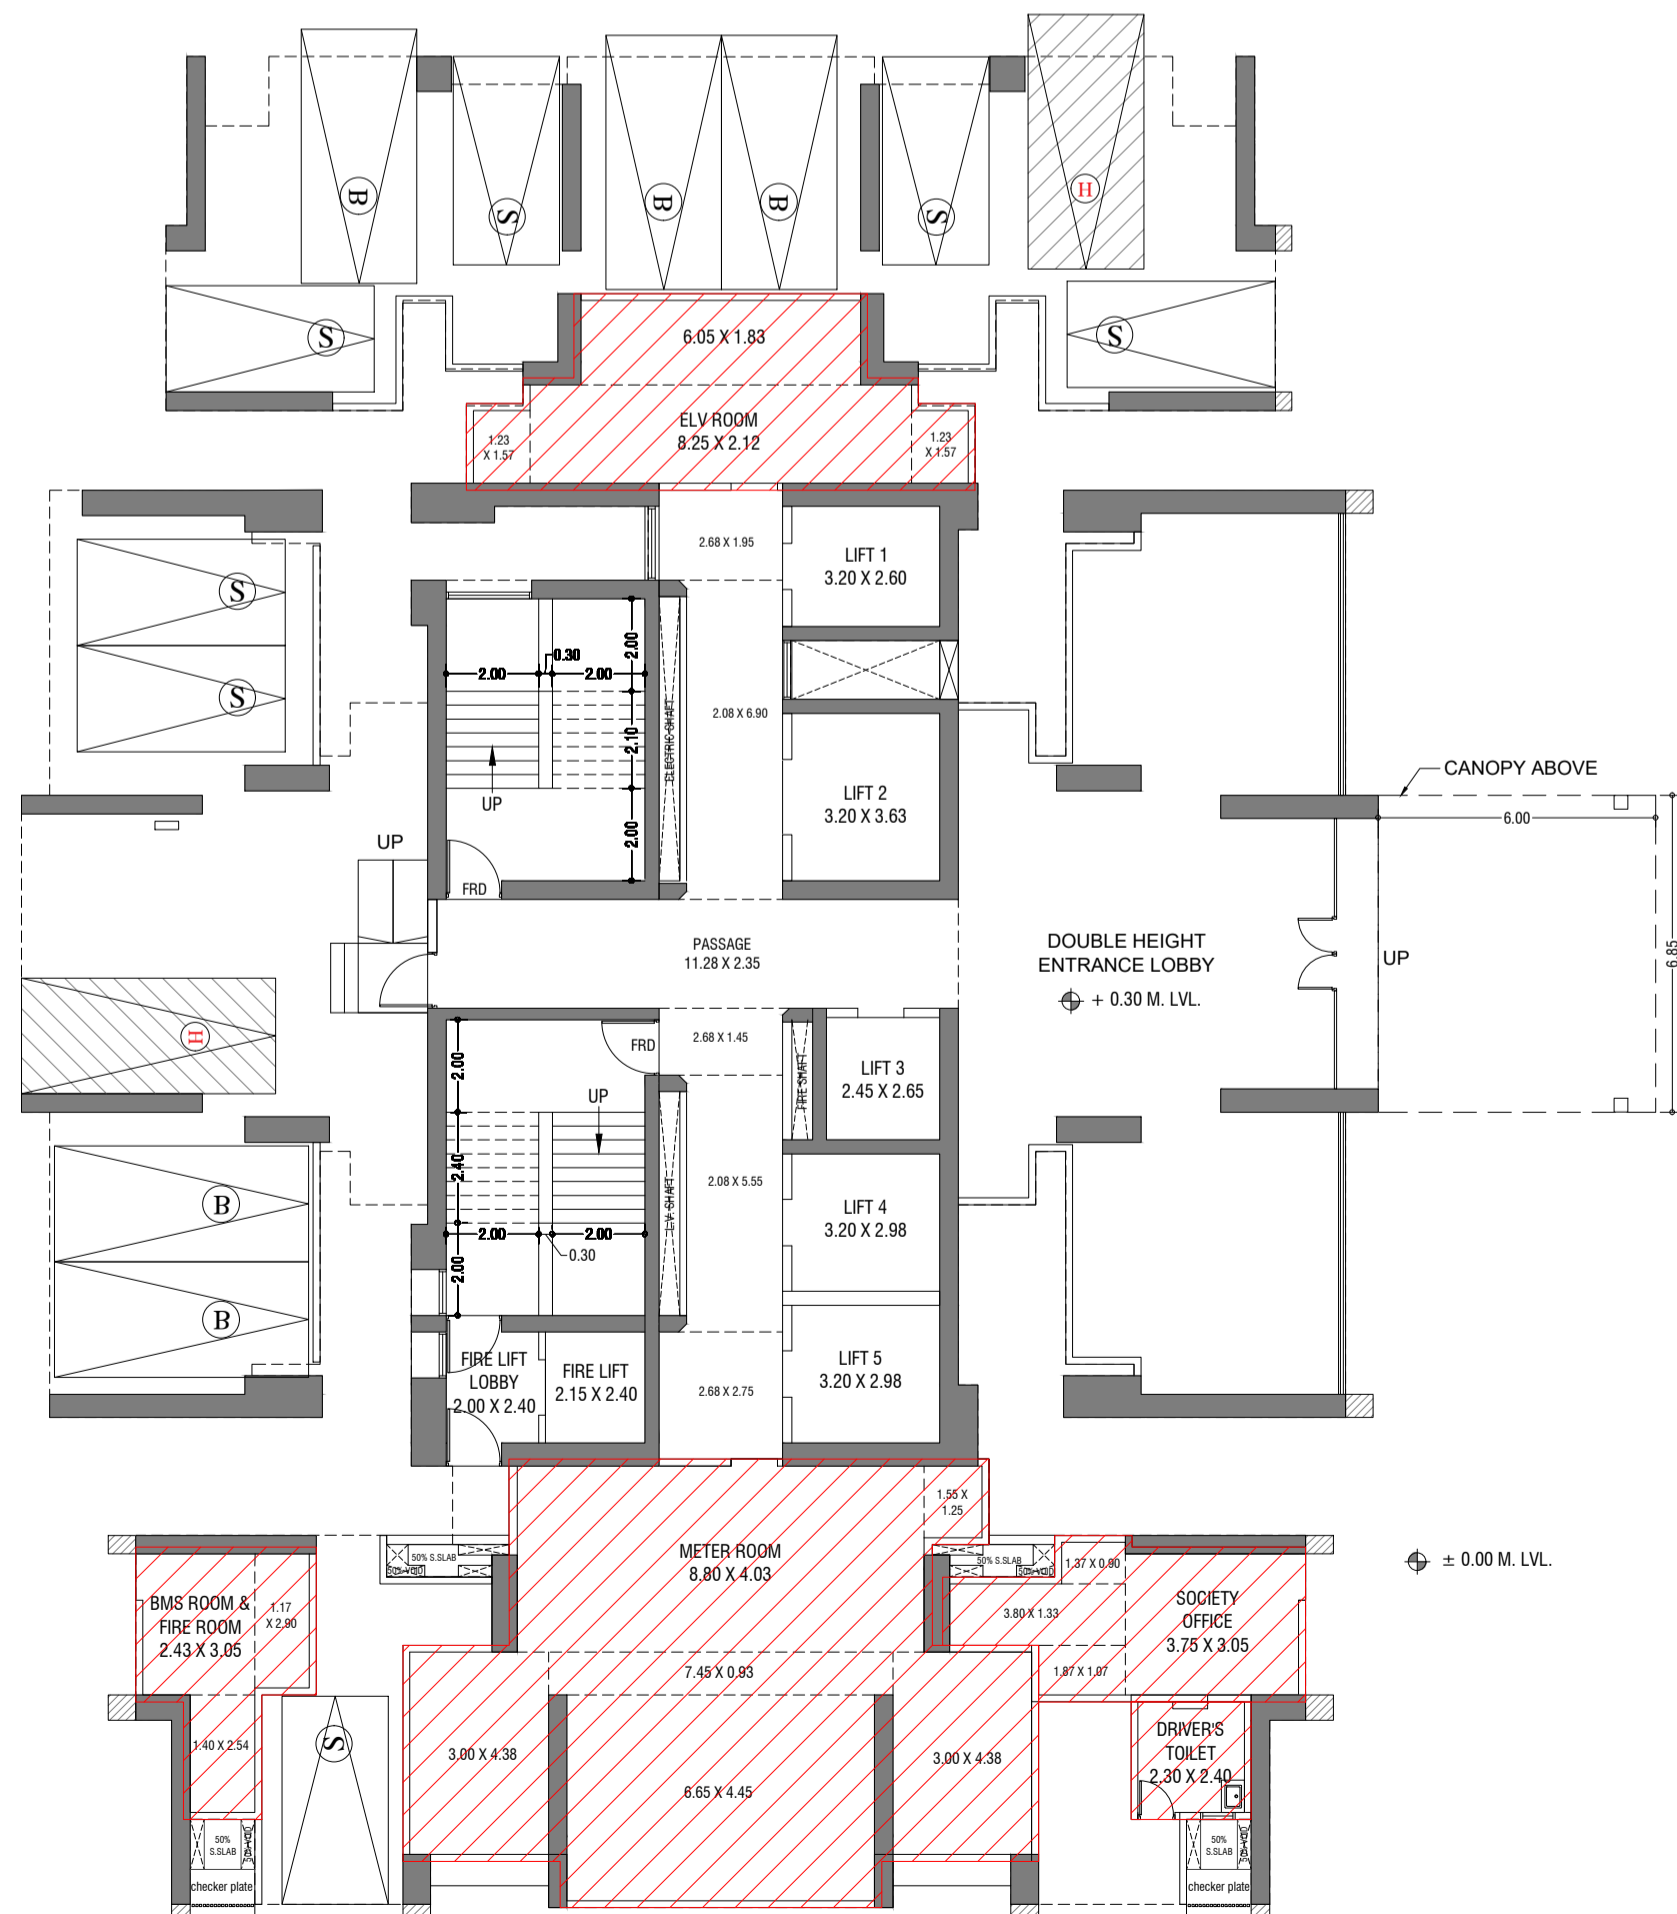 B
S
B
B
S
H
S
S
6.05 X 1.83
ELV ROOM
8.25 X 2.12
1.23
X 1.57
1.23
X 1.57
2.68 X 1.95
LIFT 1
3.20 X 2.60
S
S
2.00
0.30
2.00
2.00
2.10
2.00
UP
ELECTRIC SHAFT
2.08 X 6.90
LIFT 2
3.20 X 3.63
CANOPY ABOVE
6.00
6.85
UP
FRD
PASSAGE
11.28 X 2.35
DOUBLE HEIGHT
ENTRANCE LOBBY
+ 0.30 M. LVL.
UP
H
2.00
FRD
2.68 X 1.45
FIRE SHAFT
LIFT 3
2.45 X 2.65
UP
2.40
L.V. SHAFT
2.08 X 5.55
B
B
LIFT 4
3.20 X 2.98
2.00
2.00
0.30
2.00
FIRE LIFT
LOBBY
2.00 X 2.40
FIRE LIFT
2.15 X 2.40
2.68 X 2.75
LIFT 5
3.20 X 2.98
1.55 X
1.25
METER ROOM
8.80 X 4.03
50% S.SLAB
50% VOID
50% S.SLAB
50% VOID
1.37 X 0.90
± 0.00 M. LVL.
BMS ROOM &
FIRE ROOM
2.43 X 3.05
1.17
X 2.90
3.80 X 1.33
SOCIETY
OFFICE
3.75 X 3.05
7.45 X 0.93
1.87 X 1.07
1.40 X 2.54
S
3.00 X 4.38
6.65 X 4.45
3.00 X 4.38
DRIVER'S
TOILET
2.30 X 2.40
50%
S.SLAB
50% VOID
checker plate
50%
S.SLAB
50% VOID
checker plate